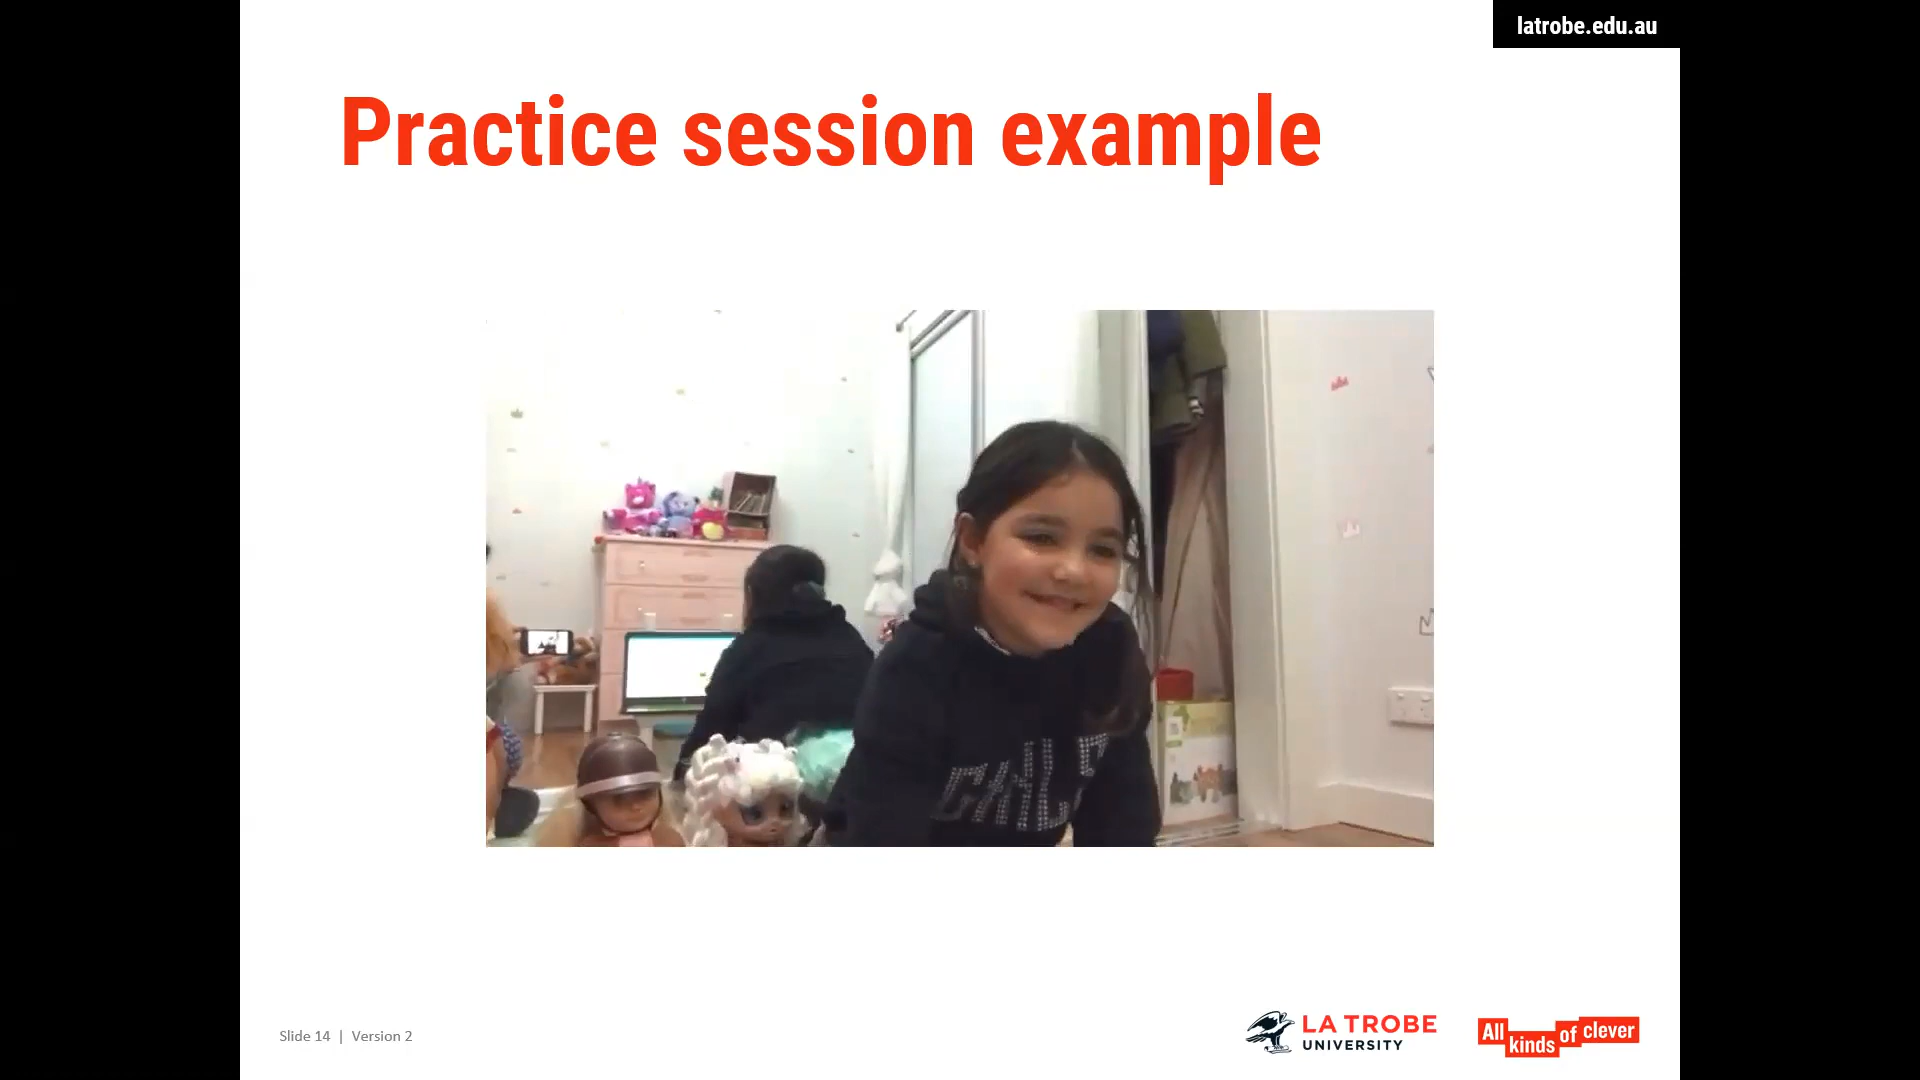 latrobe.edu.au
Practice session example
Slide 14 | Version 2
LA TROBE
UNIVERSITY
All kinds of clever